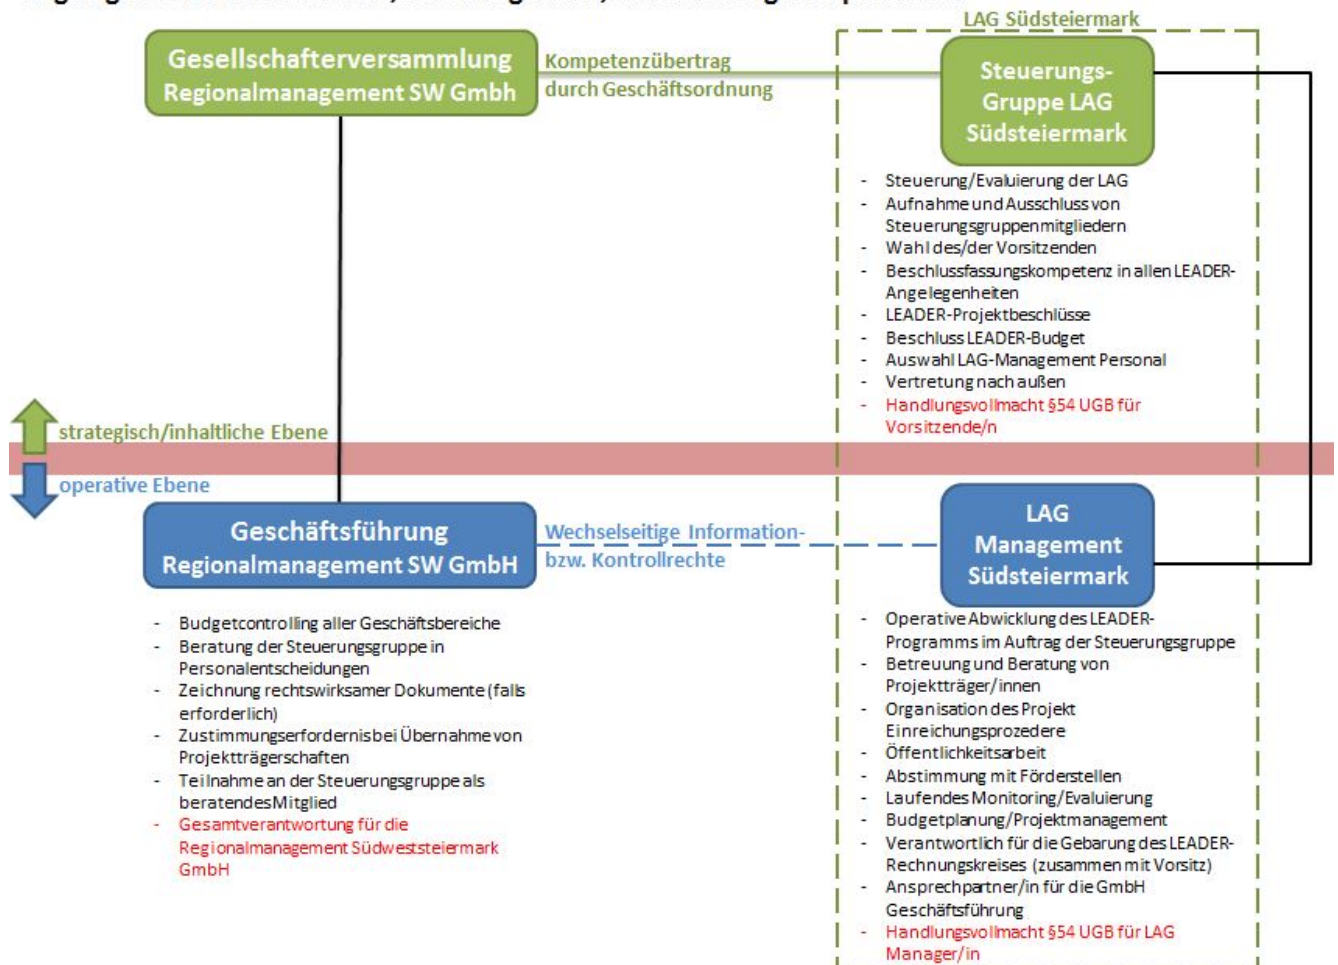 LAG Südsteiermark
Gesellschafterversammlung
Regionalmanagement SW Gmbh
Kompetenzübertrag
durch Geschäftsordnung
Steuerungs-
Gruppe LAG
Südsteiermark
- Steuerung/Evaluierung der LAG
- Aufnahme und Ausschluss von
Steuerungsgruppenmitgliedern
- Wahl des/der Vorsitzenden
- Beschlussfassungskompetenz in allen LEADER-
Angelegenheiten
- LEADER-Projektbeschlüsse
- Beschluss LEADER-Budget
- Auswahl LAG-Management Personal
- Vertretung nach außen
- Handlungsvollmacht §54 UGB für
Vorsitzende/n
strategisch/inhaltliche Ebene
operative Ebene
Geschäftsführung
Regionalmanagement SW GmbH
Wechselseitige Information-
bzw. Kontrollrechte
LAG
Management
Südsteiermark
- Budgetcontrolling aller Geschäftsbereiche
- Beratung der Steuerungsgruppe in
Personalentscheidungen
- Zeichnung rechtswirksamer Dokumente (falls
erforderlich)
- Zustimmungserfordernis bei Übernahme von
Projektträgerschaften
- Teilnahme an der Steuerungsgruppe als
beratendes Mitglied
- Gesamtverantwortung für die
Regionalmanagement Südweststeiermark
GmbH
- Operative Abwicklung des LEADER-
Programms im Auftrag der Steuerungsgruppe
- Betreuung und Beratung von
Projektträger/innen
- Organisation des Projekt
Einreichungsprozedere
- Öffentlichkeitsarbeit
- Abstimmung mit Förderstellen
- Laufendes Monitoring/Evaluierung
- Budgetplanung/Projektmanagement
- Verantwortlich für die Gebarung des LEADER-
Rechnungskreises (zusammen mit Vorsitz)
- Ansprechpartner/in für die GmbH
Geschäftsführung
- Handlungsvollmacht §54 UGB für LAG
Manager/in